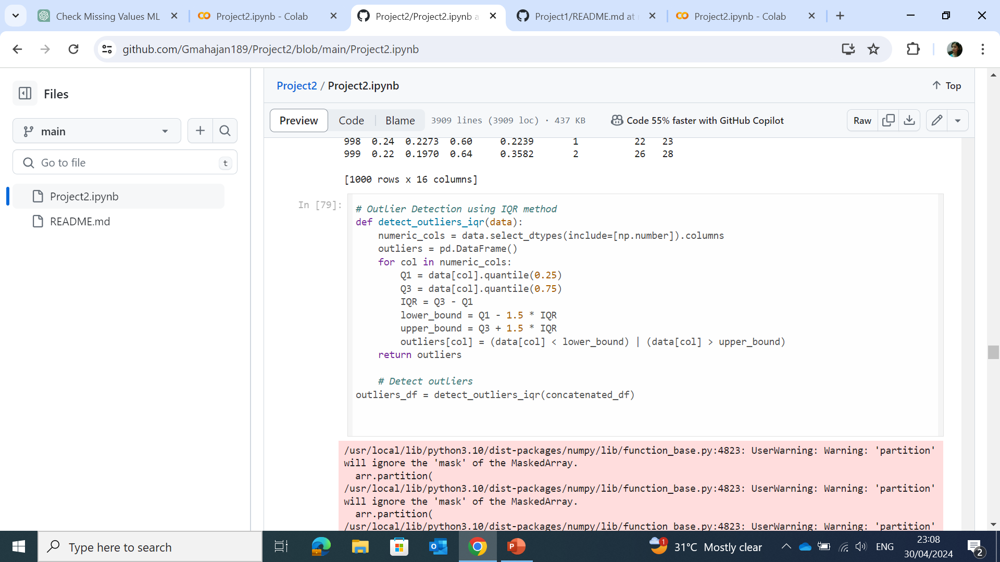 Check Missing Values ML
Project2.ipynb - Colab
Project2/Project2.ipynb a
Project1/README.md at
Project2.ipynb - Colab
github.com/Gmahajan189/Project2/blob/main/Project2.ipynb
Files
main
Go to file
t
Project2.ipynb
README.md
Project2 / Project2.ipynb
Top
Preview
Code
Blame
3909 lines (3909 loc) · 437 KB
Code 55% faster with GitHub Copilot
Raw
998 0.24 0.2273 0.60 0.2239 1 22 23
999 0.22 0.1970 0.64 0.3582 2 26 28
[1000 rows x 16 columns]
In [79]:
# Outlier Detection using IQR method
def detect_outliers_iqr(data):
numeric_cols = data.select_dtypes(include=[np.number]).columns
outliers = pd.DataFrame()
for col in numeric_cols:
Q1 = data[col].quantile(0.25)
Q3 = data[col].quantile(0.75)
IQR = Q3 - Q1
lower_bound = Q1 - 1.5 * IQR
upper_bound = Q3 + 1.5 * IQR
outliers[col] = (data[col] < lower_bound) | (data[col] > upper_bound)
return outliers
# Detect outliers
outliers_df = detect_outliers_iqr(concatenated_df)
/usr/local/lib/python3.10/dist-packages/numpy/lib/function_base.py:4823: UserWarning: Warning: 'partition'
will ignore the 'mask' of the MaskedArray.
arr.partition(
/usr/local/lib/python3.10/dist-packages/numpy/lib/function_base.py:4823: UserWarning: Warning: 'partition'
will ignore the 'mask' of the MaskedArray.
arr.partition(
/usr/local/lib/python3.10/dist-packages/numpy/lib/function_base.py:4823: UserWarning: Warning: 'partition'
Type here to search
1
31°C Mostly clear
ENG
23:08
30/04/2024
2